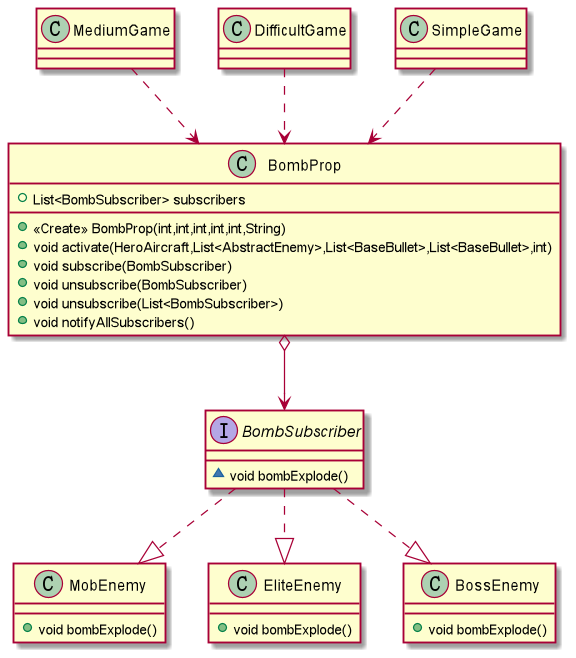 C MediumGame
C DifficultGame
C SimpleGame
C BombProp
List<BombSubscriber> subscribers
«Create» BombProp(int,int,int,int,int,String)
void activate(HeroAircraft,List<AbstractEnemy>,List<BaseBullet>,List<BaseBullet>,int)
void subscribe(BombSubscriber)
void unsubscribe(BombSubscriber)
void unsubscribe(List<BombSubscriber>)
void notifyAllSubscribers()
I BombSubscriber
void bombExplode()
C MobEnemy
void bombExplode()
C EliteEnemy
void bombExplode()
C BossEnemy
void bombExplode()